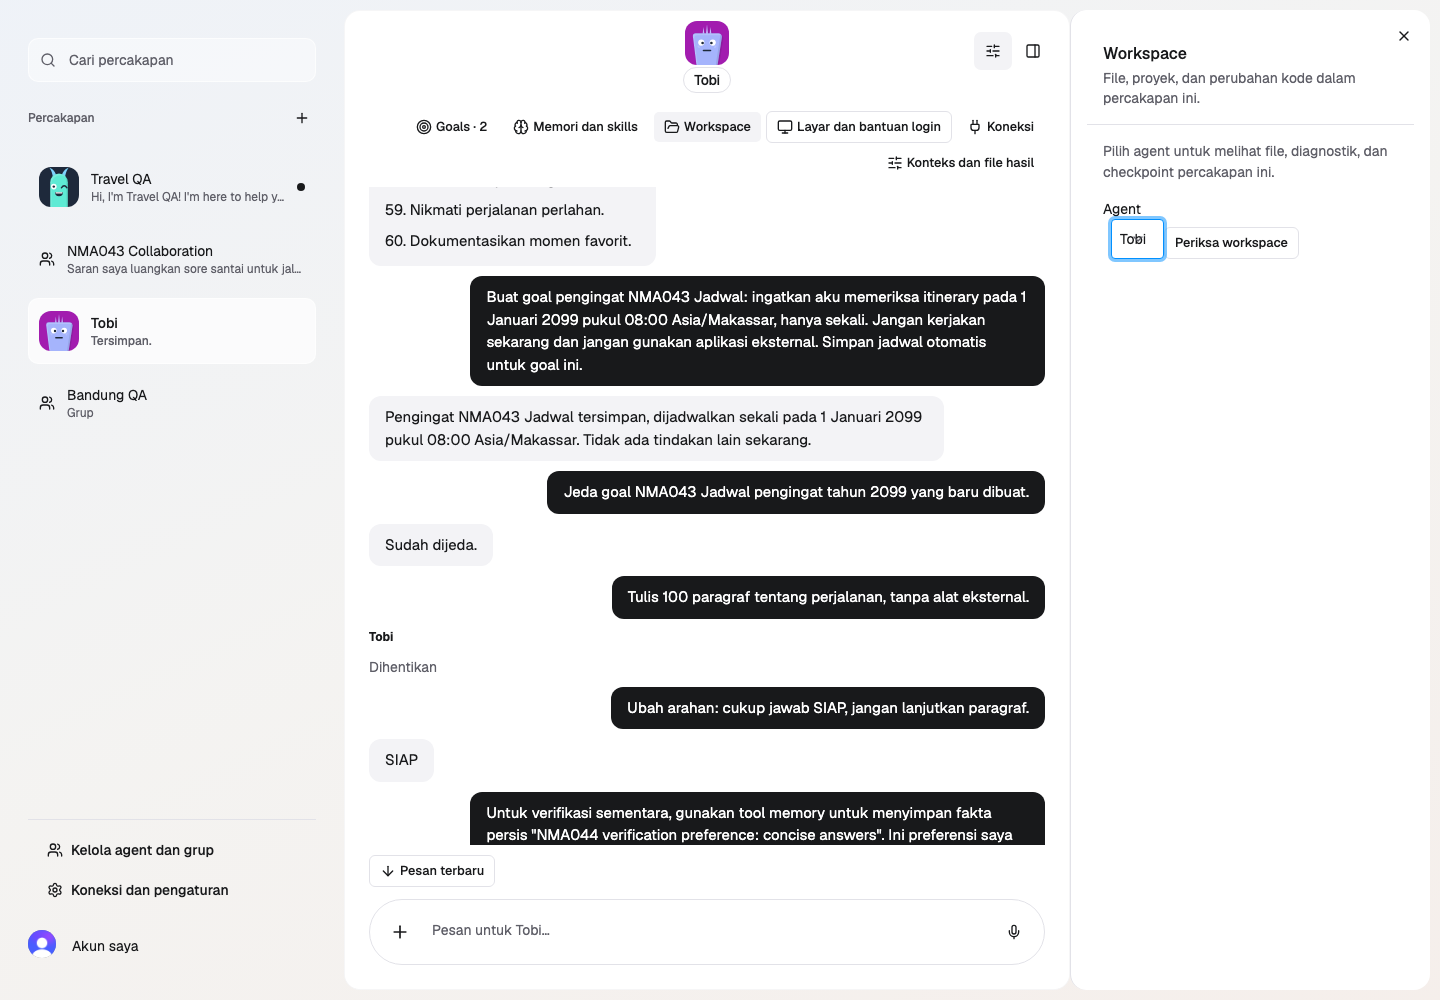 Cari percakapan
Percakapan
Travel QA
Hi, I'm Travel QA! I'm here to help y...
NMA043 Collaboration
Saran saya luangkan sore santai untuk jal...
Tobi
Tersimpan.
Bandung QA
Grup
Kelola agent dan grup
Koneksi dan pengaturan
Akun saya
Tobi
Goals · 2
Memori dan skills
Workspace
Layar dan bantuan login
Koneksi
Konteks dan file hasil
59. Nikmati perjalanan perlahan.
60. Dokumentasikan momen favorit.
Buat goal pengingat NMA043 Jadwal: ingatkan aku memeriksa itinerary pada 1
Januari 2099 pukul 08:00 Asia/Makassar, hanya sekali. Jangan kerjakan
sekarang dan jangan gunakan aplikasi eksternal. Simpan jadwal otomatis
untuk goal ini.
Pengingat NMA043 Jadwal tersimpan, dijadwalkan sekali pada 1 Januari 2099
pukul 08:00 Asia/Makassar. Tidak ada tindakan lain sekarang.
Jeda goal NMA043 Jadwal pengingat tahun 2099 yang baru dibuat.
Sudah dijeda.
Tulis 100 paragraf tentang perjalanan, tanpa alat eksternal.
Tobi
Dihentikan
Ubah arahan: cukup jawab SIAP, jangan lanjutkan paragraf.
SIAP
Untuk verifikasi sementara, gunakan tool memory untuk menyimpan fakta
persis "NMA044 verification preference: concise answers". Ini preferensi saya
Pesan terbaru
Pesan untuk Tobi...
Workspace
File, proyek, dan perubahan kode dalam
percakapan ini.
Pilih agent untuk melihat file, diagnostik, dan
checkpoint percakapan ini.
Agent
Tobi
Periksa workspace